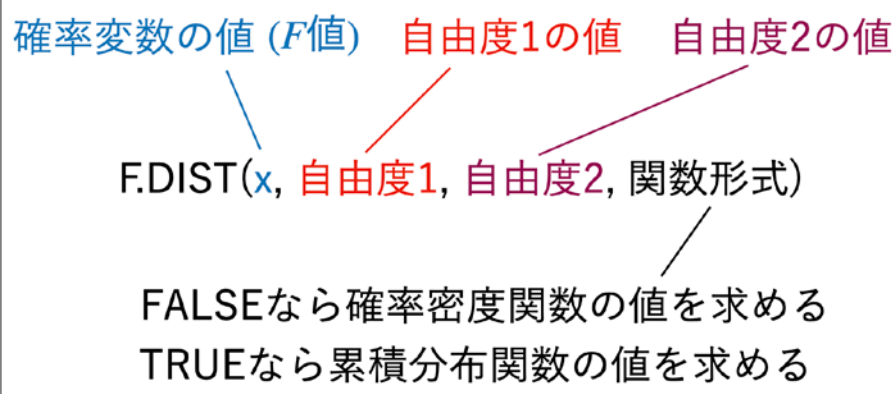 確率変数の値 (F値) 自由度1の値 自由度2の値
F.DIST(x, 自由度1, 自由度2, 関数形式)
FALSEなら確率密度関数の値を求める
TRUEなら累積分布関数の値を求める